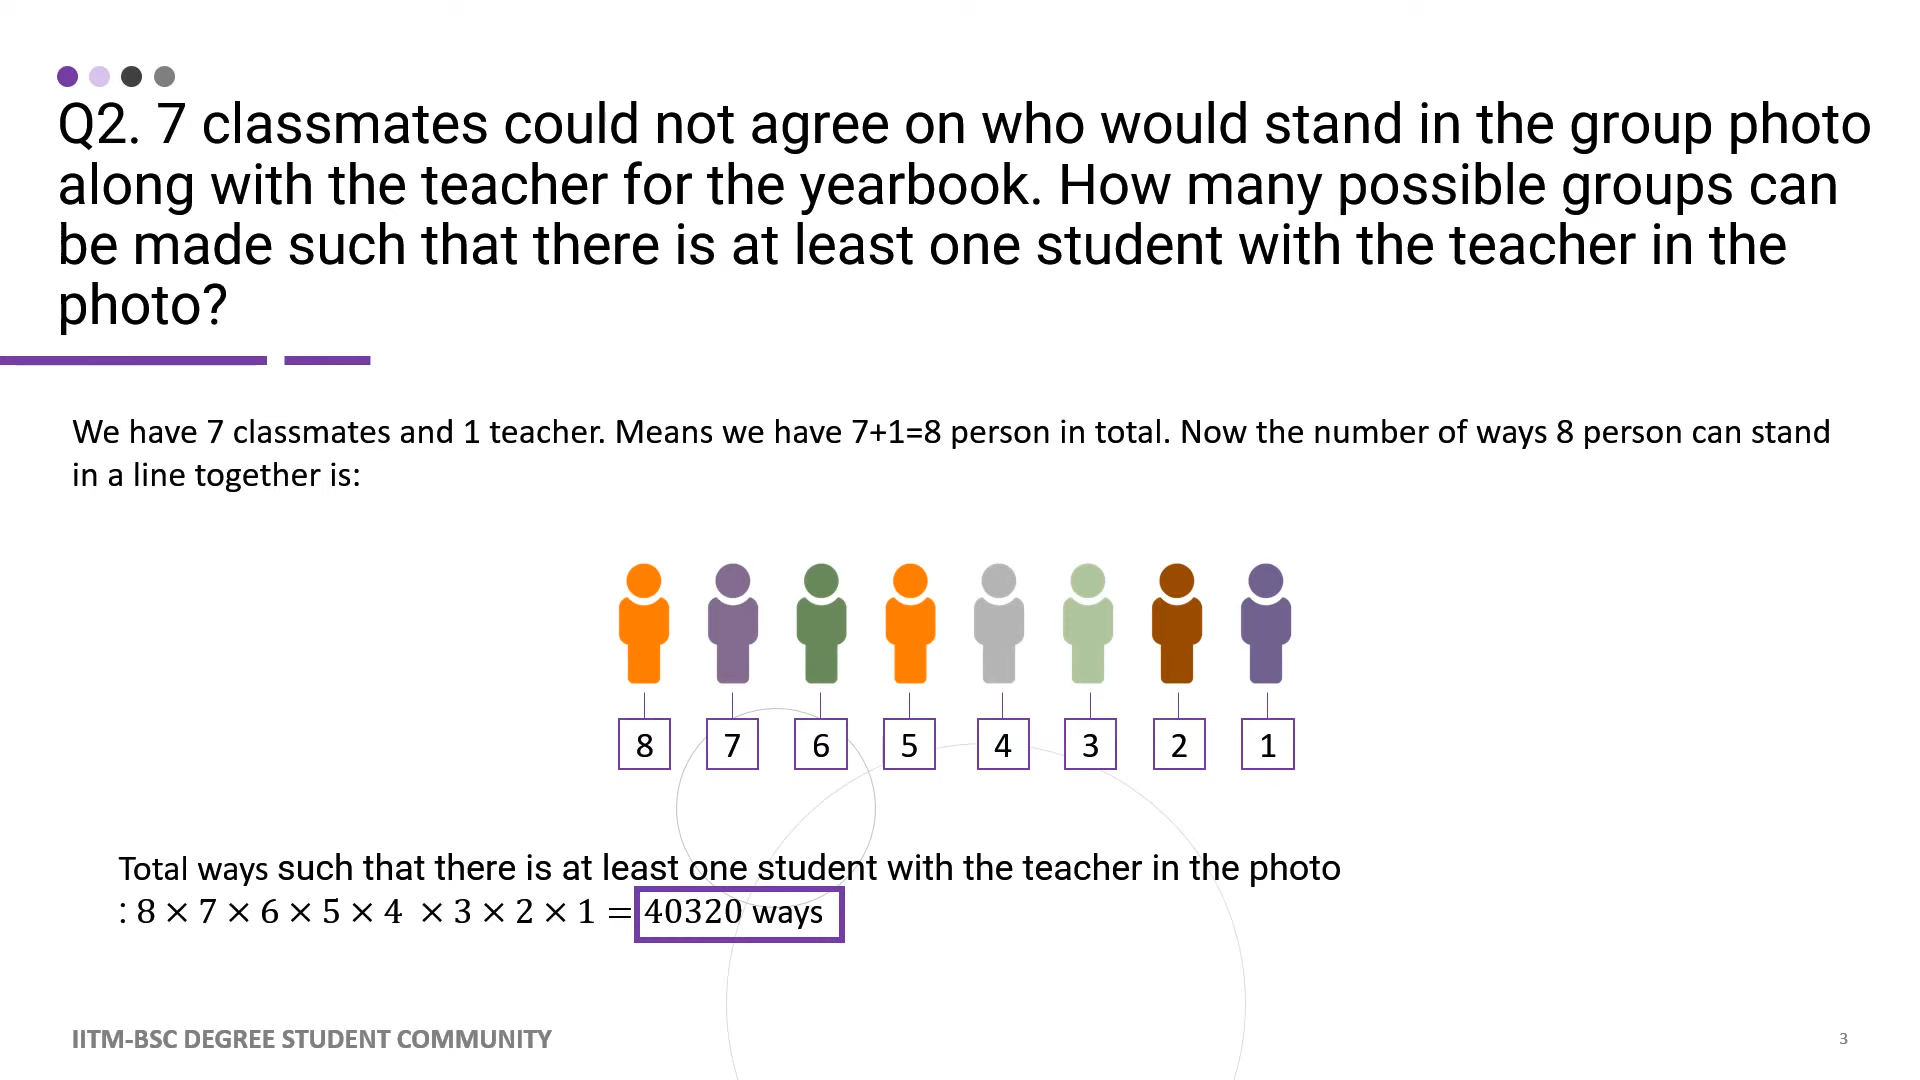 Q2. 7 classmates could not agree on who would stand in the group photo
along with the teacher for the yearbook. How many possible groups can
be made such that there is at least one student with the teacher in the
photo?
We have 7 classmates and 1 teacher. Means we have 7+1=8 person in total. Now the number of ways 8 person can stand
in a line together is:
8 7 6 5 4 3 2 1
Total ways such that there is at least one student with the teacher in the photo
: 8 × 7 × 6 × 5 × 4 × 3 × 2 × 1 = 40320 ways
IITM-BSC DEGREE STUDENT COMMUNITY
3